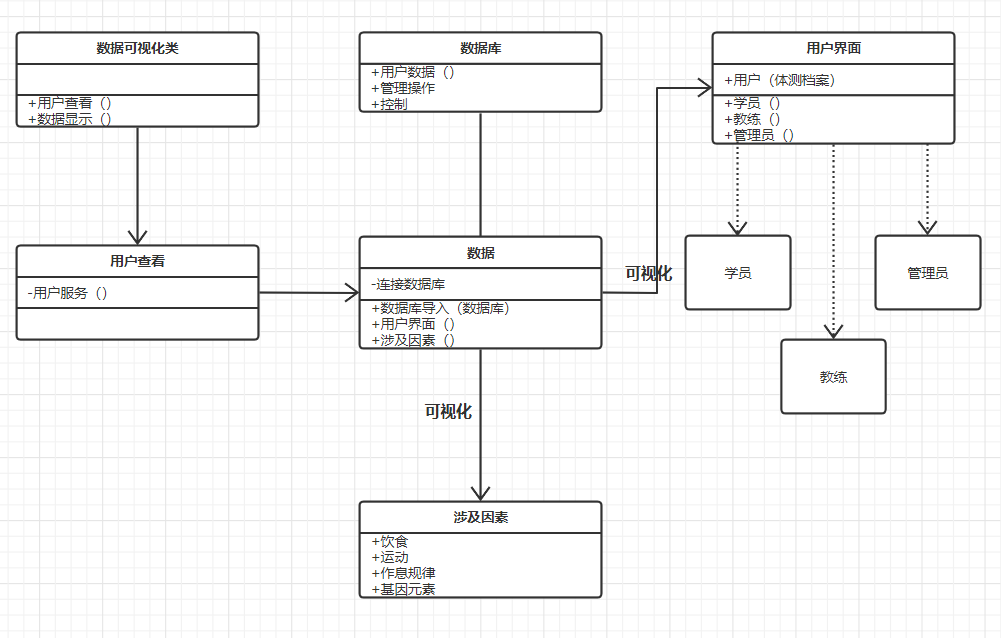 数据可视化类
+用户查看（）
+数据显示（）
数据库
+用户数据（）
+管理操作
+控制
用户界面
+用户（体测档案）
+学员（）
+教练（）
+管理员（）
用户查看
-用户服务（）
数据
-连接数据库
+数据库导入（数据库）
+用户界面（）
+涉及因素（）
可视化
学员
管理员
教练
可视化
涉及因素
+饮食
+运动
+作息规律
+基因元素